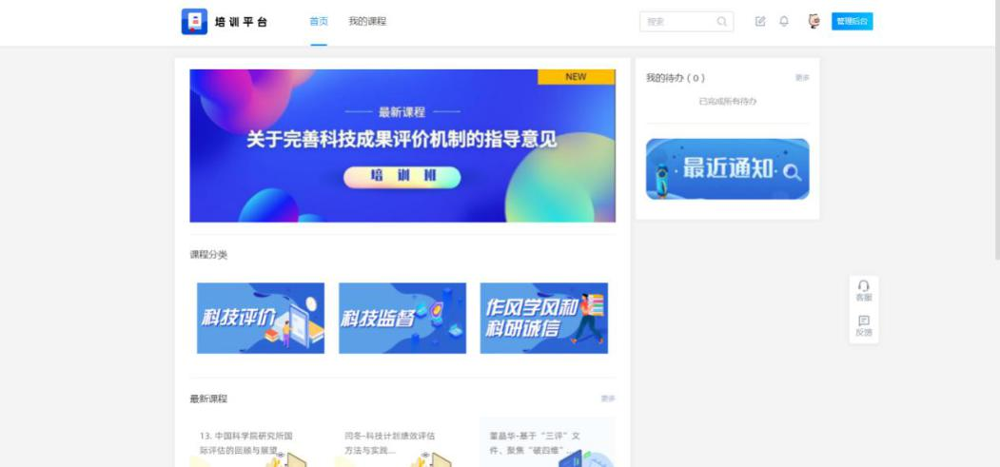 培训平台
首页
我的课程
搜索
管理后台
NEW
最新课程
关于完善科技成果评价机制的指导意见
培 训 班
我的待办 ( 0 )
更多
已完成所有待办
最近通知
课程分类
科技评价
科技监督
作风学风和
科研诚信
客服
反馈
最新课程
更多
13. 中国科学院研究所国
际评估的回顾与展望
闫冬-科技计划绩效评估
方法与实践...
董晶华-基于“三评”文
件、聚焦“破四维”...